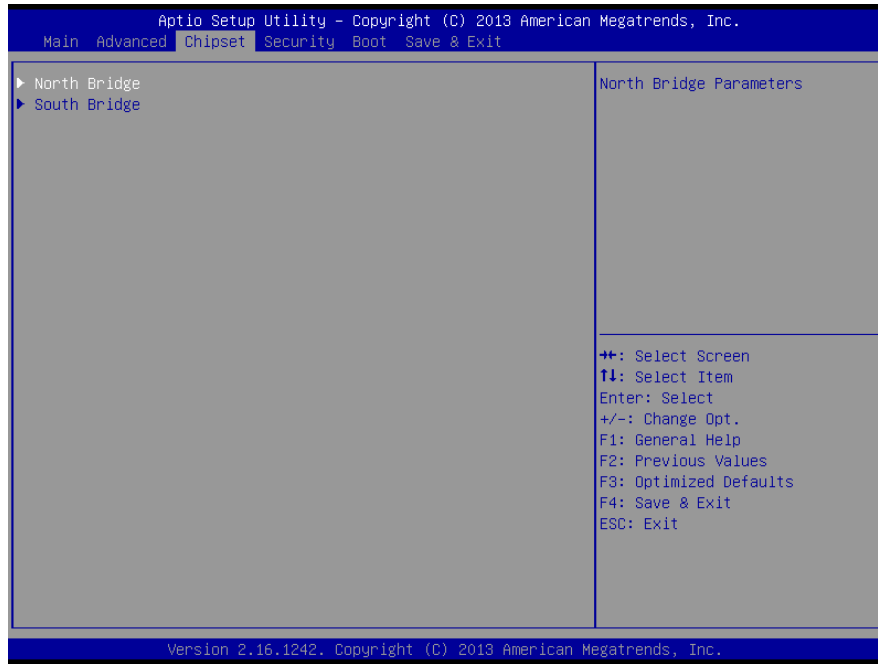 Aptio Setup Utility – Copyright (C) 2013 American Megatrends, Inc.
Main Advanced Chipset Security Boot Save & Exit
▶ North Bridge
▶ South Bridge
North Bridge Parameters
→←: Select Screen
↑↓: Select Item
Enter: Select
+/-: Change Opt.
F1: General Help
F2: Previous Values
F3: Optimized Defaults
F4: Save & Exit
ESC: Exit
Version 2.16.1242. Copyright (C) 2013 American Megatrends, Inc.